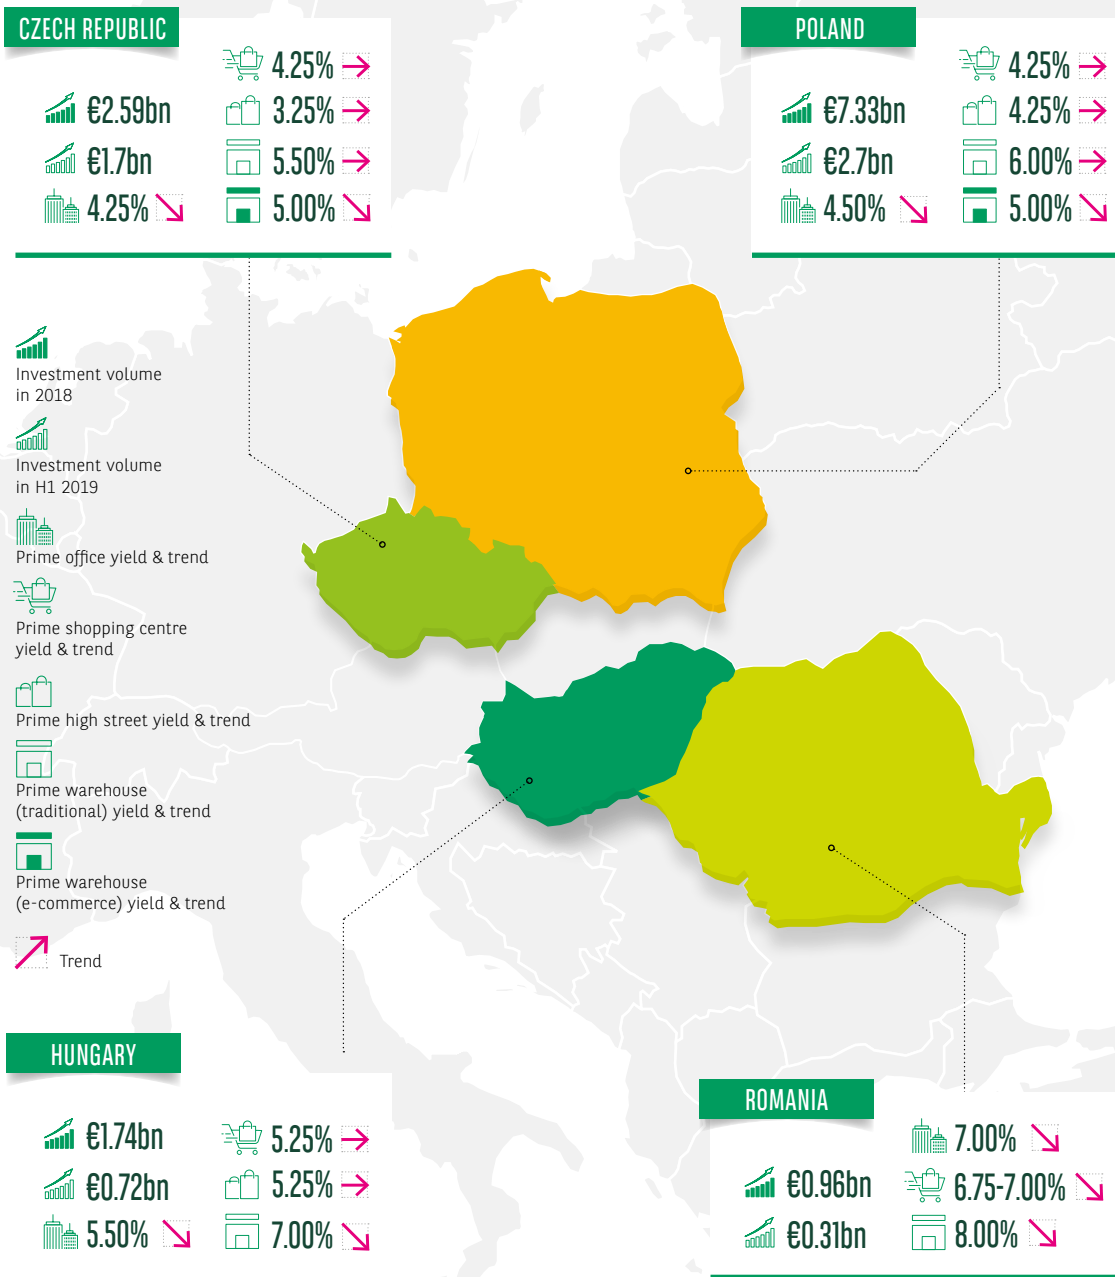 CZECH REPUBLIC
4.25%
€2.59bn
3.25%
€1.7bn
5.50%
4.25%
5.00%
POLAND
4.25%
€7.33bn
4.25%
€2.7bn
6.00%
4.50%
5.00%
Investment volume
in 2018
Investment volume
in H1 2019
Prime office yield & trend
Prime shopping centre
yield & trend
Prime high street yield & trend
Prime warehouse
(traditional) yield & trend
Prime warehouse
(e-commerce) yield & trend
Trend
HUNGARY
€1.74bn
5.25%
€0.72bn
5.25%
5.50%
7.00%
ROMANIA
7.00%
€0.96bn
6.75-7.00%
€0.31bn
8.00%